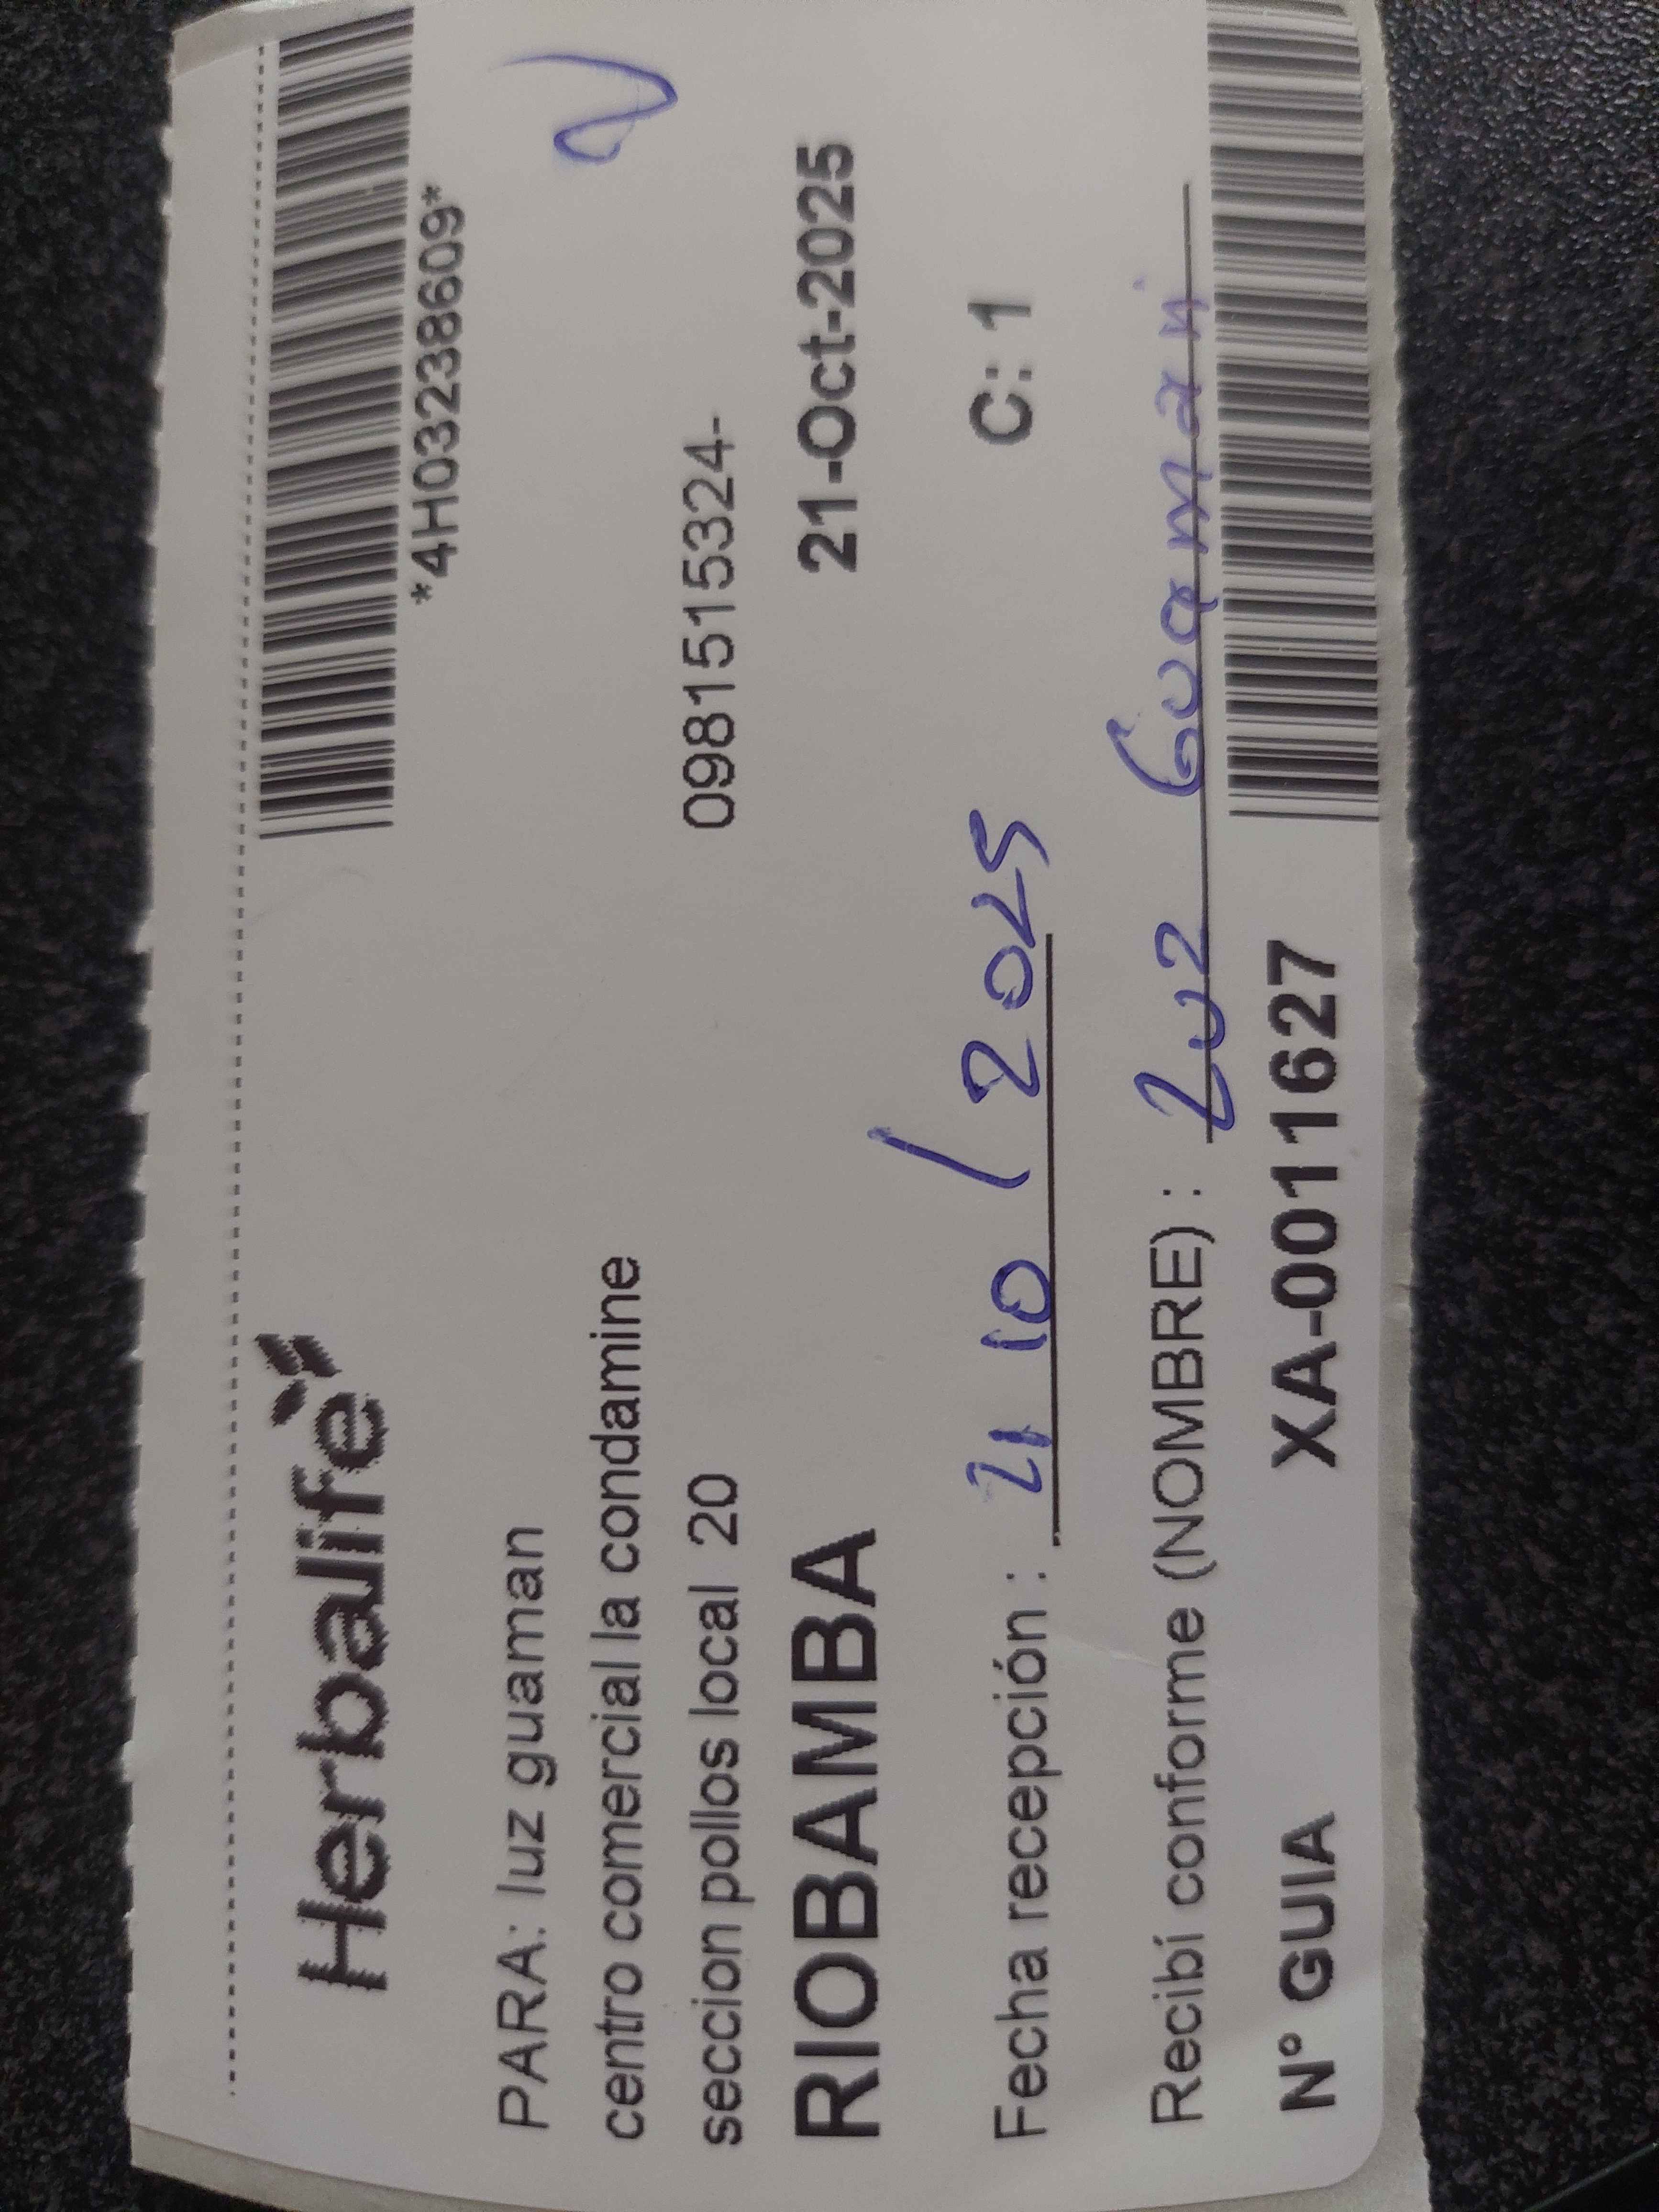 Herbalife
*4H03238609*
PARA: luz guaman
centro comercial la condamine
seccion pollos local 20 0981515324-
RIOBAMBA 21-Oct-2025
Fecha recepción : 21 10 / 2025 C: 1
Recibí conforme (NOMBRE) : Luz Guaman
N° GUIA XA-0011627